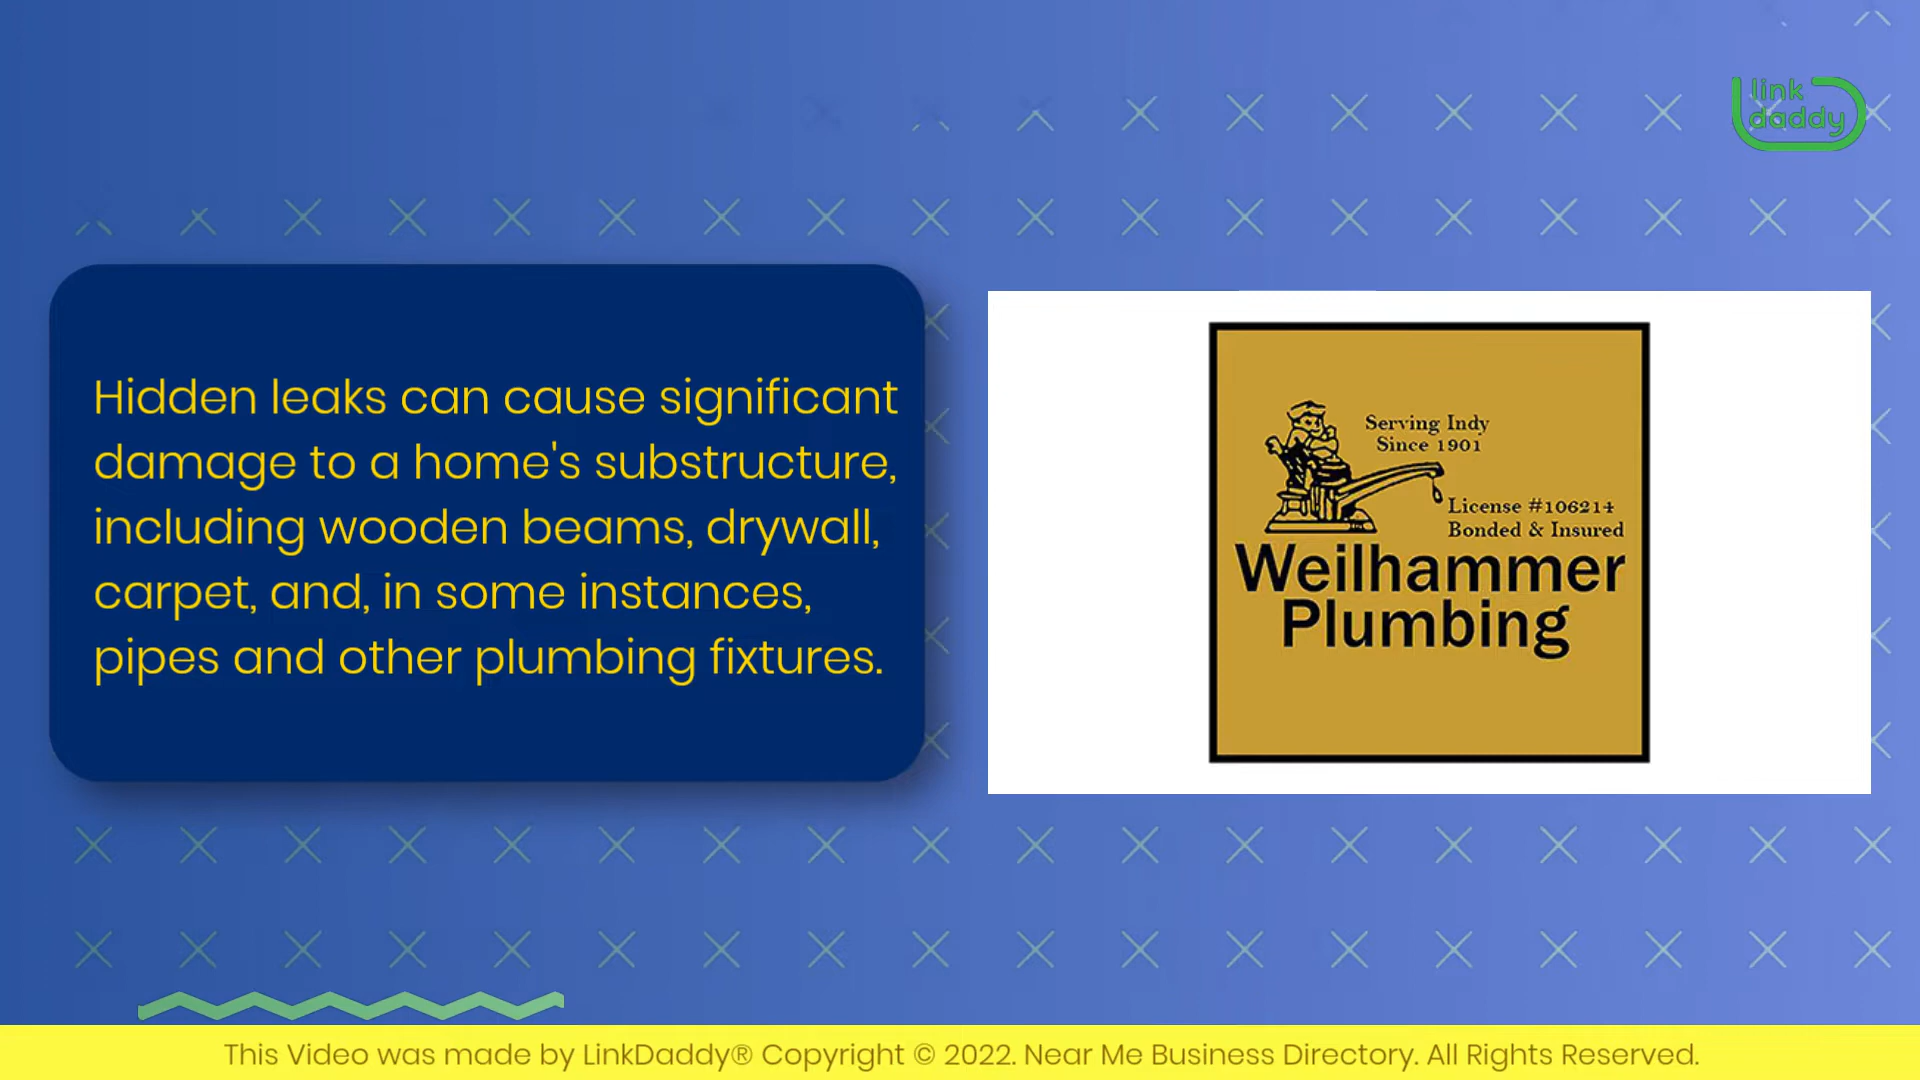 link
daddy
Hidden leaks can cause significant
damage to a home's substructure,
including wooden beams, drywall,
carpet, and, in some instances,
pipes and other plumbing fixtures.
Serving Indy
Since 1901
License #106214
Bonded & Insured
Weilhammer
Plumbing
This Video was made by LinkDaddy® Copyright © 2022. Near Me Business Directory. All Rights Reserved.